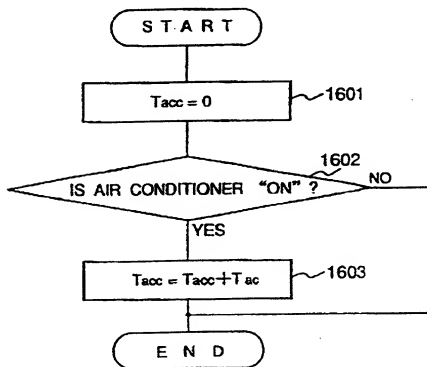 START
Tacc = 0
1601
1602
IS AIR CONDITIONER "ON" ?
NO
YES
Tacc = Tacc + Tac
1603
END